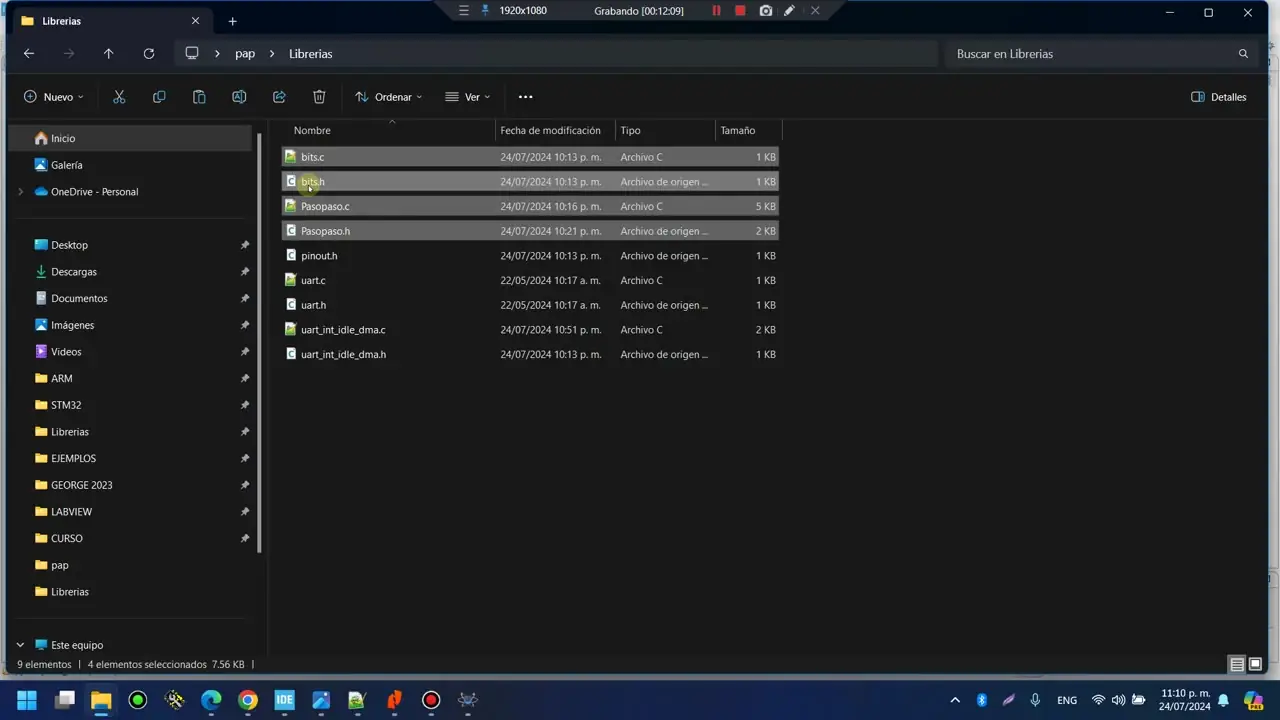 1920x1080
Grabando [00:12:09]
Librerias
pap
Librerias
Buscar en Librerias
Nuevo
Ordenar
Ver
Detalles
Inicio
Galería
OneDrive - Personal
Desktop
Descargas
Documentos
Imágenes
Videos
ARM
STM32
Librerias
EJEMPLOS
GEORGE 2023
LABVIEW
CURSO
pap
Librerias
Este equipo
Nombre Fecha de modificación Tipo Tamaño
bits.c 24/07/2024 10:13 p. m. Archivo C 1 KB
bits.h 24/07/2024 10:13 p. m. Archivo de origen ... 1 KB
Pasopaso.c 24/07/2024 10:16 p. m. Archivo C 5 KB
Pasopaso.h 24/07/2024 10:21 p. m. Archivo de origen ... 2 KB
pinout.h 24/07/2024 10:13 p. m. Archivo de origen ... 1 KB
uart.c 22/05/2024 10:17 a. m. Archivo C 1 KB
uart.h 22/05/2024 10:17 a. m. Archivo de origen ... 1 KB
uart_int_idle_dma.c 24/07/2024 10:51 p. m. Archivo C 2 KB
uart_int_idle_dma.h 24/07/2024 10:13 p. m. Archivo de origen ... 1 KB
9 elementos 4 elementos seleccionados 7.56 KB
IDE
ENG
11:10 p. m.
24/07/2024